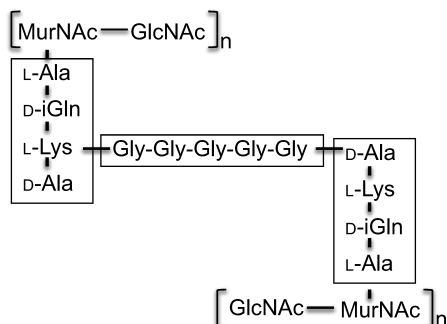 [MurNAc — GlcNAc]n
L-Ala
D-iGln
L-Lys
D-Ala
Gly-Gly-Gly-Gly-Gly
D-Ala
L-Lys
D-iGln
L-Ala
[GlcNAc — MurNAc]n